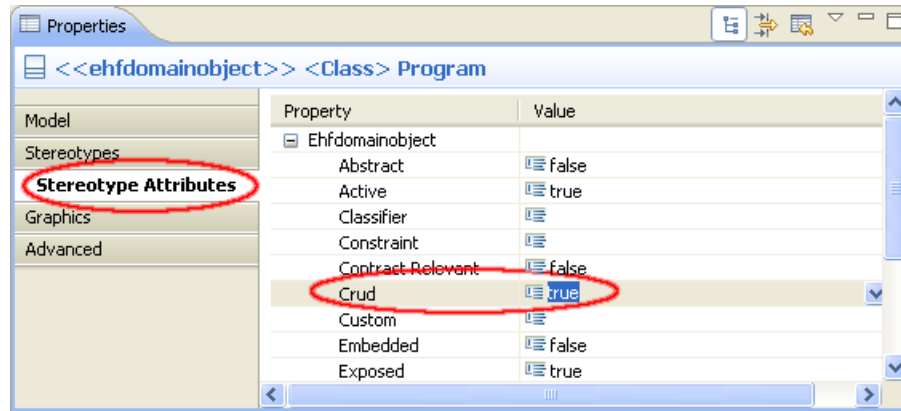 Properties
<<ehfdomainobject>> <Class> Program
Model
Stereotypes
Stereotype Attributes
Graphics
Advanced
Property Value
Ehfdomainobject
Abstract false
Active true
Classifier
Constraint
Contract Relevant false
Crud true
Custom
Embedded false
Exposed true